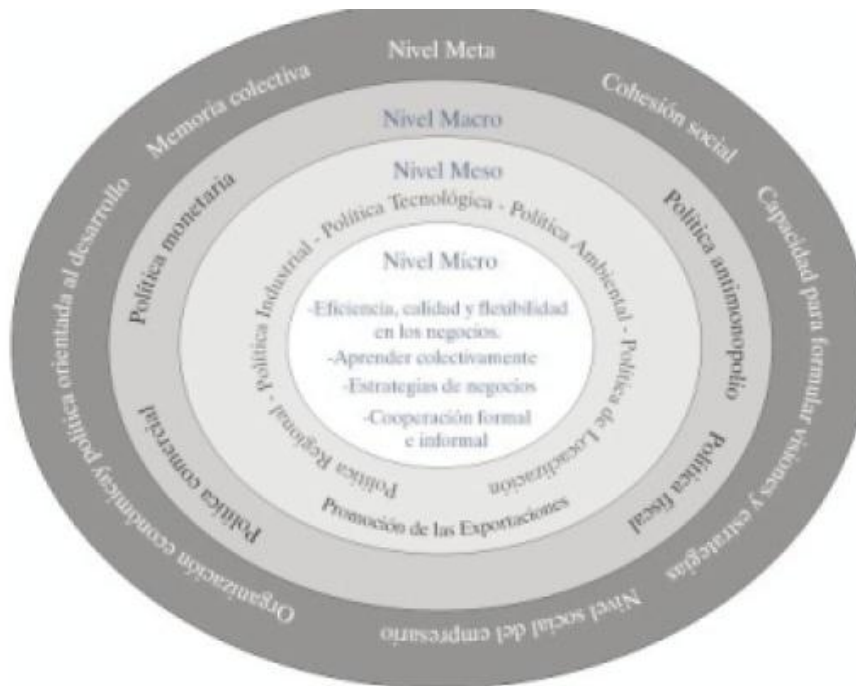 Nivel Meta
Memoria colectiva
Cohesión social
Capacidad para formular visiones y estrategias
Nivel social del empresario
Organización económicay política orientada al desarrollo
Nivel Macro
Política monetaria
Política antimonopolio
Política fiscal
Política comercial
Nivel Meso
Política Regional - Política Industrial - Política Tecnológica - Política Ambiental - Política de Locaclización
Promoción de las Exportaciones
Nivel Micro
-Eficiencia, calidad y flexibilidad
en los negocios.
-Aprender colectivamente
-Estrategias de negocios
-Cooperación formal
e informal